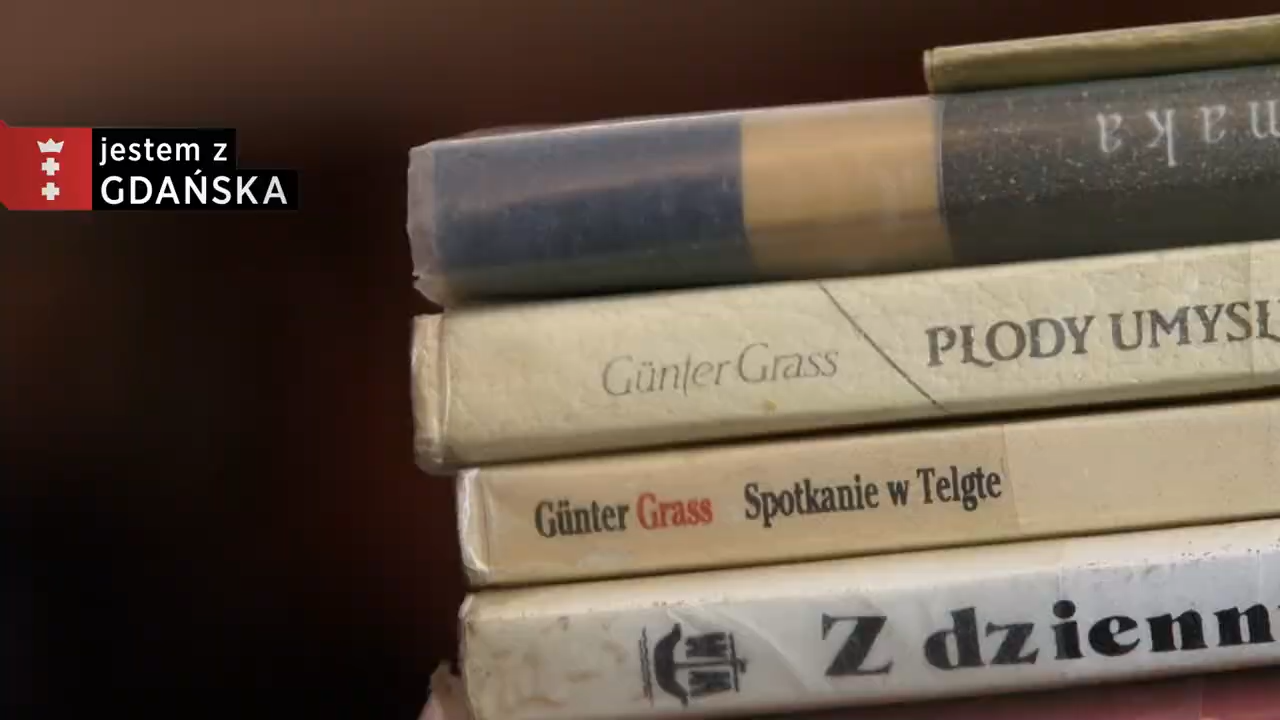 jestem z
GDAŃSKA
Günter Grass
PŁODY UMYSŁ
Günter Grass Spotkanie w Telgte
Z dzienn